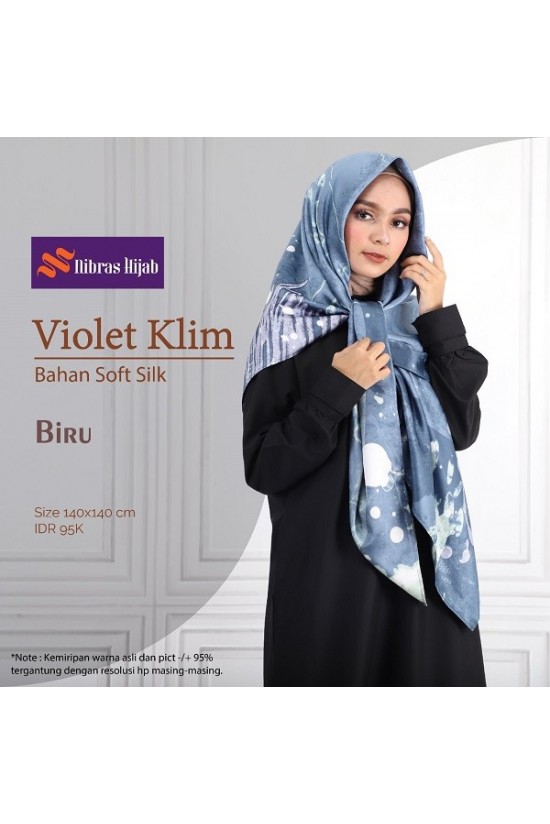 Nibras Hijab
Violet Klim
Bahan Soft Silk
BIRU
Size 140x140 cm
IDR 95K
*Note : Kemiripan warna asli dan pict -/+ 95%
tergantung dengan resolusi hp masing-masing.